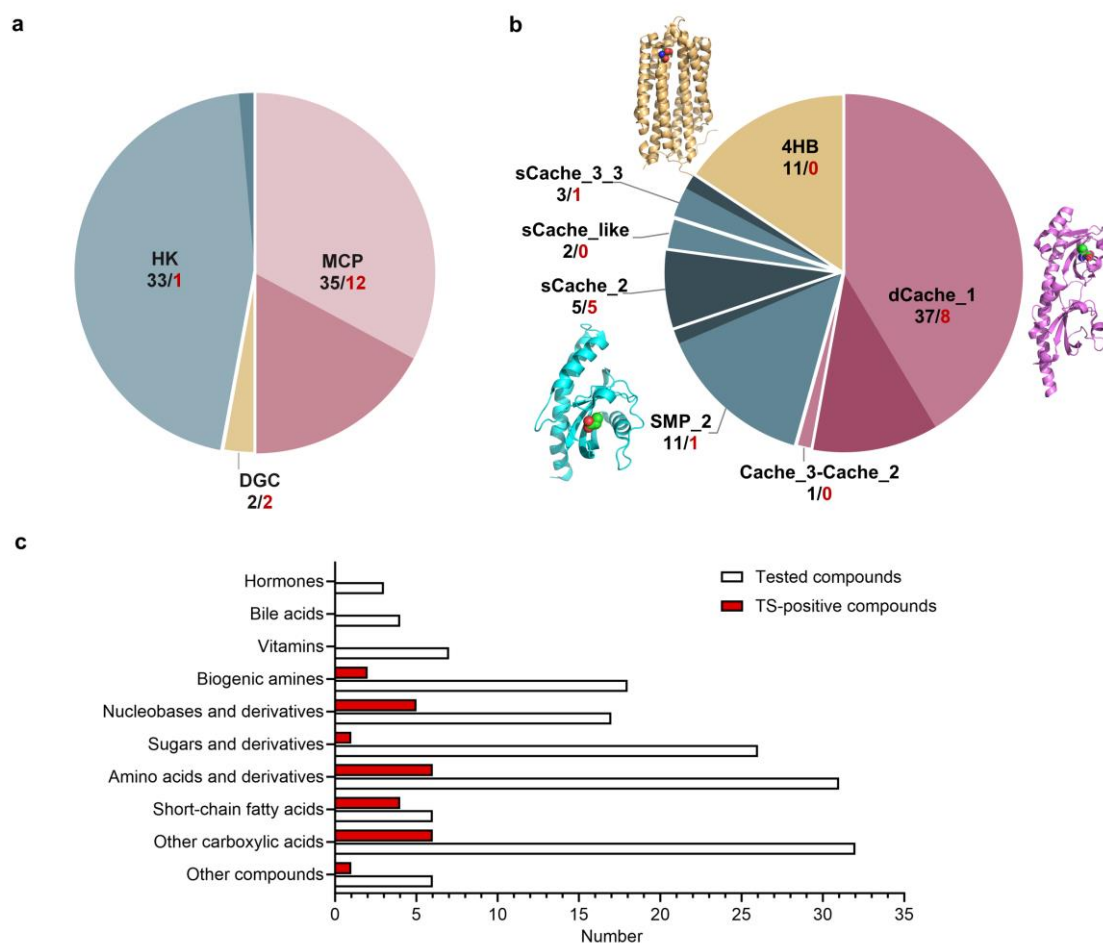 a
HK
33/1
MCP
35/12
DGC
2/2
b
4HB
11/0
sCache_3_3
3/1
sCache_like
2/0
sCache_2
5/5
dCache_1
37/8
SMP_2
11/1
Cache_3-Cache_2
1/0
c
Hormones
Bile acids
Vitamins
Biogenic amines
Nucleobases and derivatives
Sugars and derivatives
Amino acids and derivatives
Short-chain fatty acids
Other carboxylic acids
Other compounds
Tested compounds
TS-positive compounds
0 5 10 15 20 25 30 35
Number